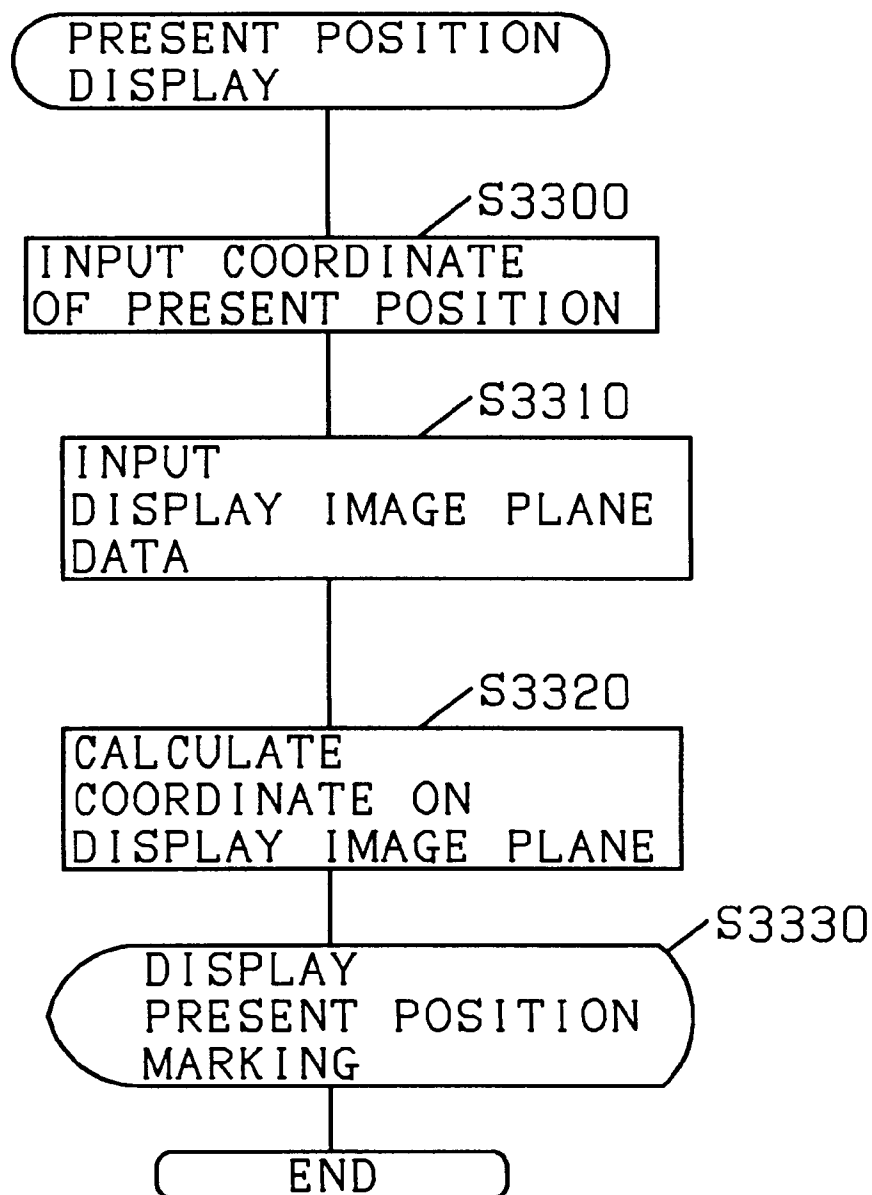 PRESENT POSITION
DISPLAY
S3300
INPUT COORDINATE
OF PRESENT POSITION
S3310
INPUT
DISPLAY IMAGE PLANE
DATA
S3320
CALCULATE
COORDINATE ON
DISPLAY IMAGE PLANE
S3330
DISPLAY
PRESENT POSITION
MARKING
END